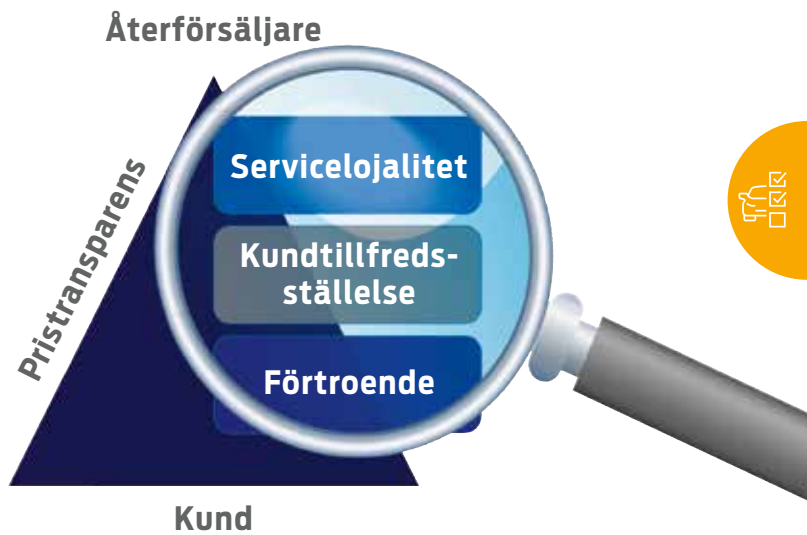 Återförsäljare
Pristransparens
Servicelojalitet
Kundtillfreds-
ställelse
Förtroende
Kund